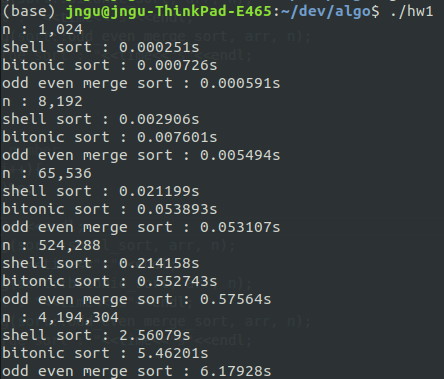 (base) jngu@jngu-ThinkPad-E465:~/dev/algo$ ./hw1
n : 1,024
shell sort : 0.000251s
bitonic sort : 0.000726s
odd even merge sort : 0.000591s
n : 8,192
shell sort : 0.002906s
bitonic sort : 0.007601s
odd even merge sort : 0.005494s
n : 65,536
shell sort : 0.021199s
bitonic sort : 0.053893s
odd even merge sort : 0.053107s
n : 524,288
shell sort : 0.214158s
bitonic sort : 0.552743s
odd even merge sort : 0.57564s
n : 4,194,304
shell sort : 2.56079s
bitonic sort : 5.46201s
odd even merge sort : 6.17928s